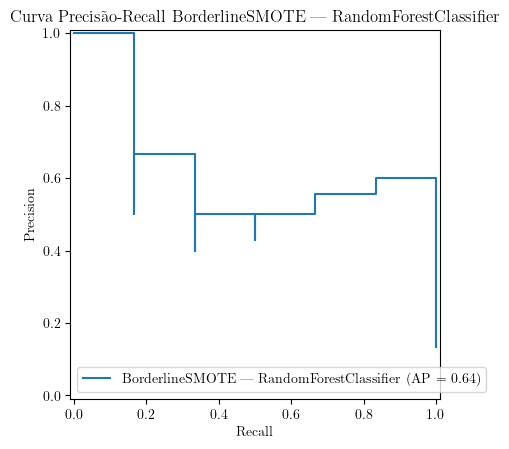 Curva Precisão-Recall BorderlineSMOTE — RandomForestClassifier
1.0
0.8
0.6
0.4
0.2
0.0
Precision
BorderlineSMOTE — RandomForestClassifier (AP = 0.64)
0.0 0.2 0.4 0.6 0.8 1.0
Recall